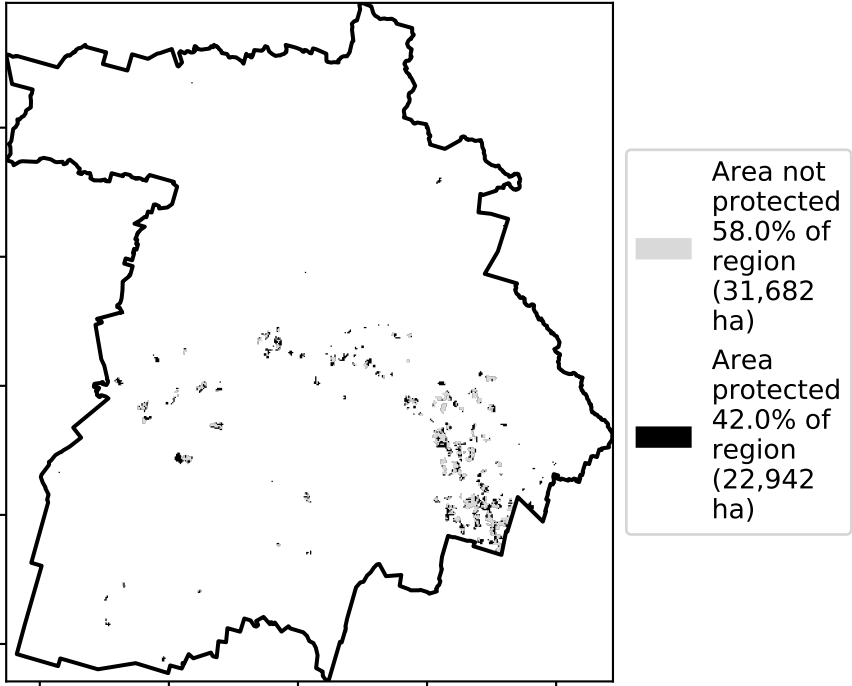 Area not
protected
58.0% of
region
(31,682
ha)
Area
protected
42.0% of
region
(22,942
ha)